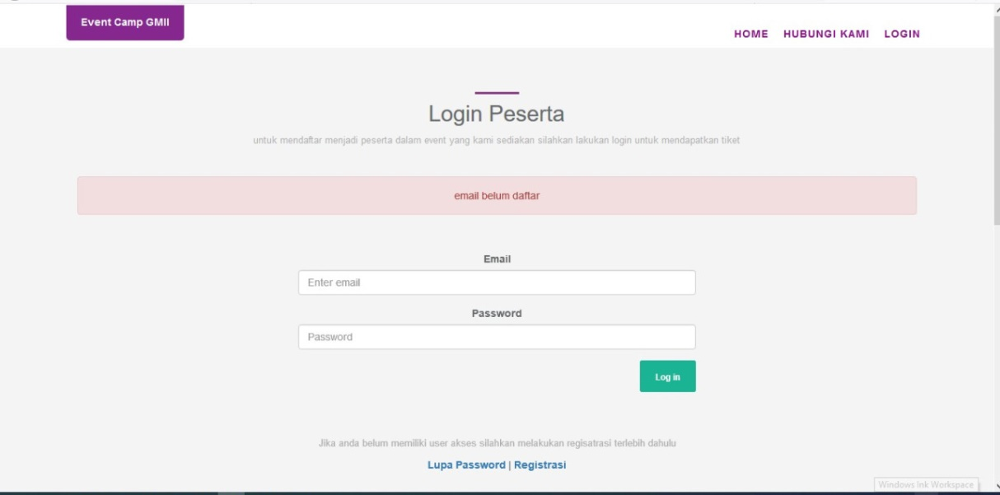 Event Camp GMII
HOME HUBUNGI KAMI LOGIN
Login Peserta
untuk mendaftar menjadi peserta dalam event yang kami sediakan silahkan lakukan login untuk mendapatkan tiket
email belum daftar
Email
Enter email
Password
Password
Log in
Jika anda belum memiliki user akses silahkan melakukan regisatrasi terlebih dahulu
Lupa Password | Registrasi
Windows Ink Workspace